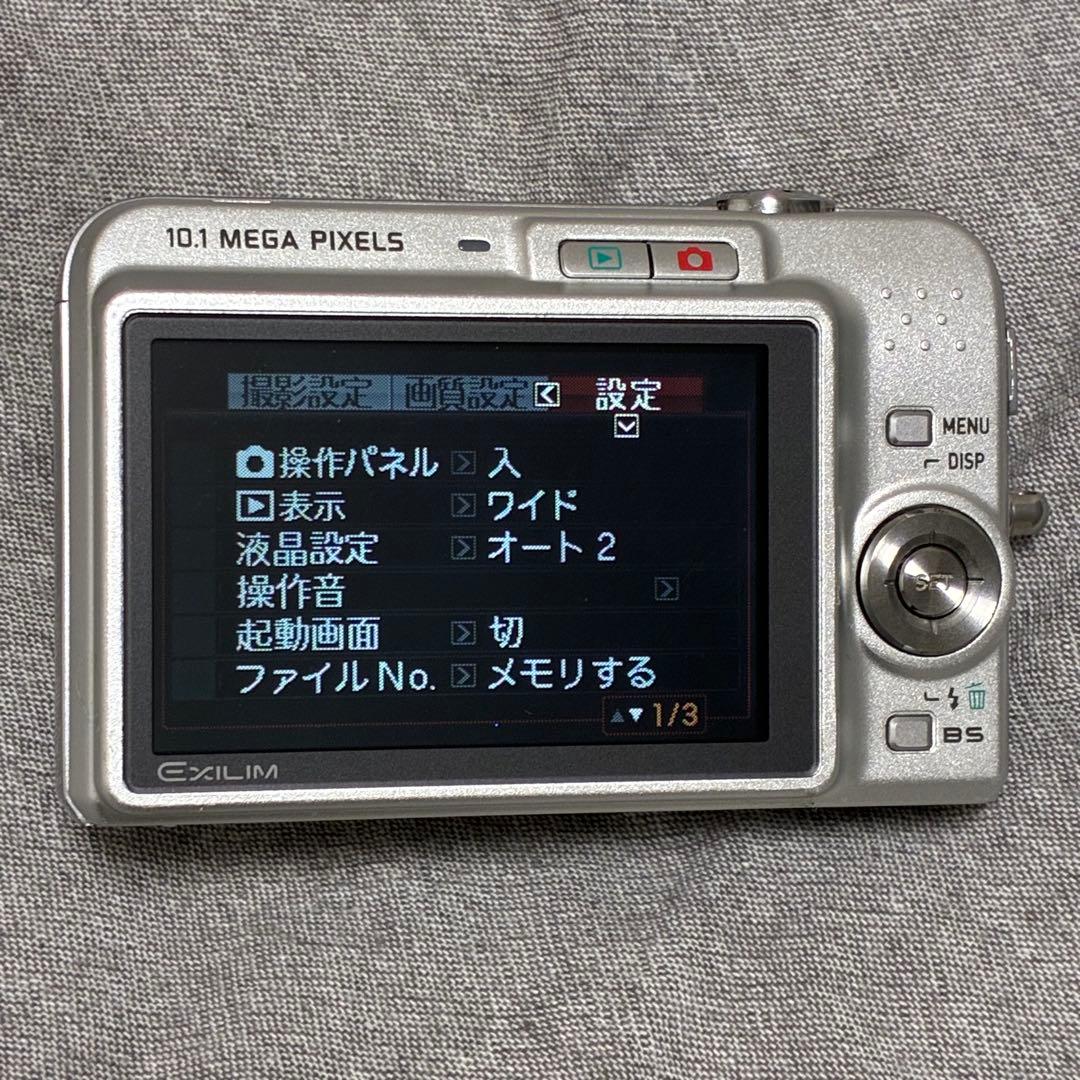 10.1 MEGA PIXELS
撮影設定 画質設定 設定
操作パネル 入
表示 ワイド
液晶設定 オート 2
操作音
起動画面 切
ファイルNo. メモリする
1/3
EXILIM
MENU
DISP
SET
BS